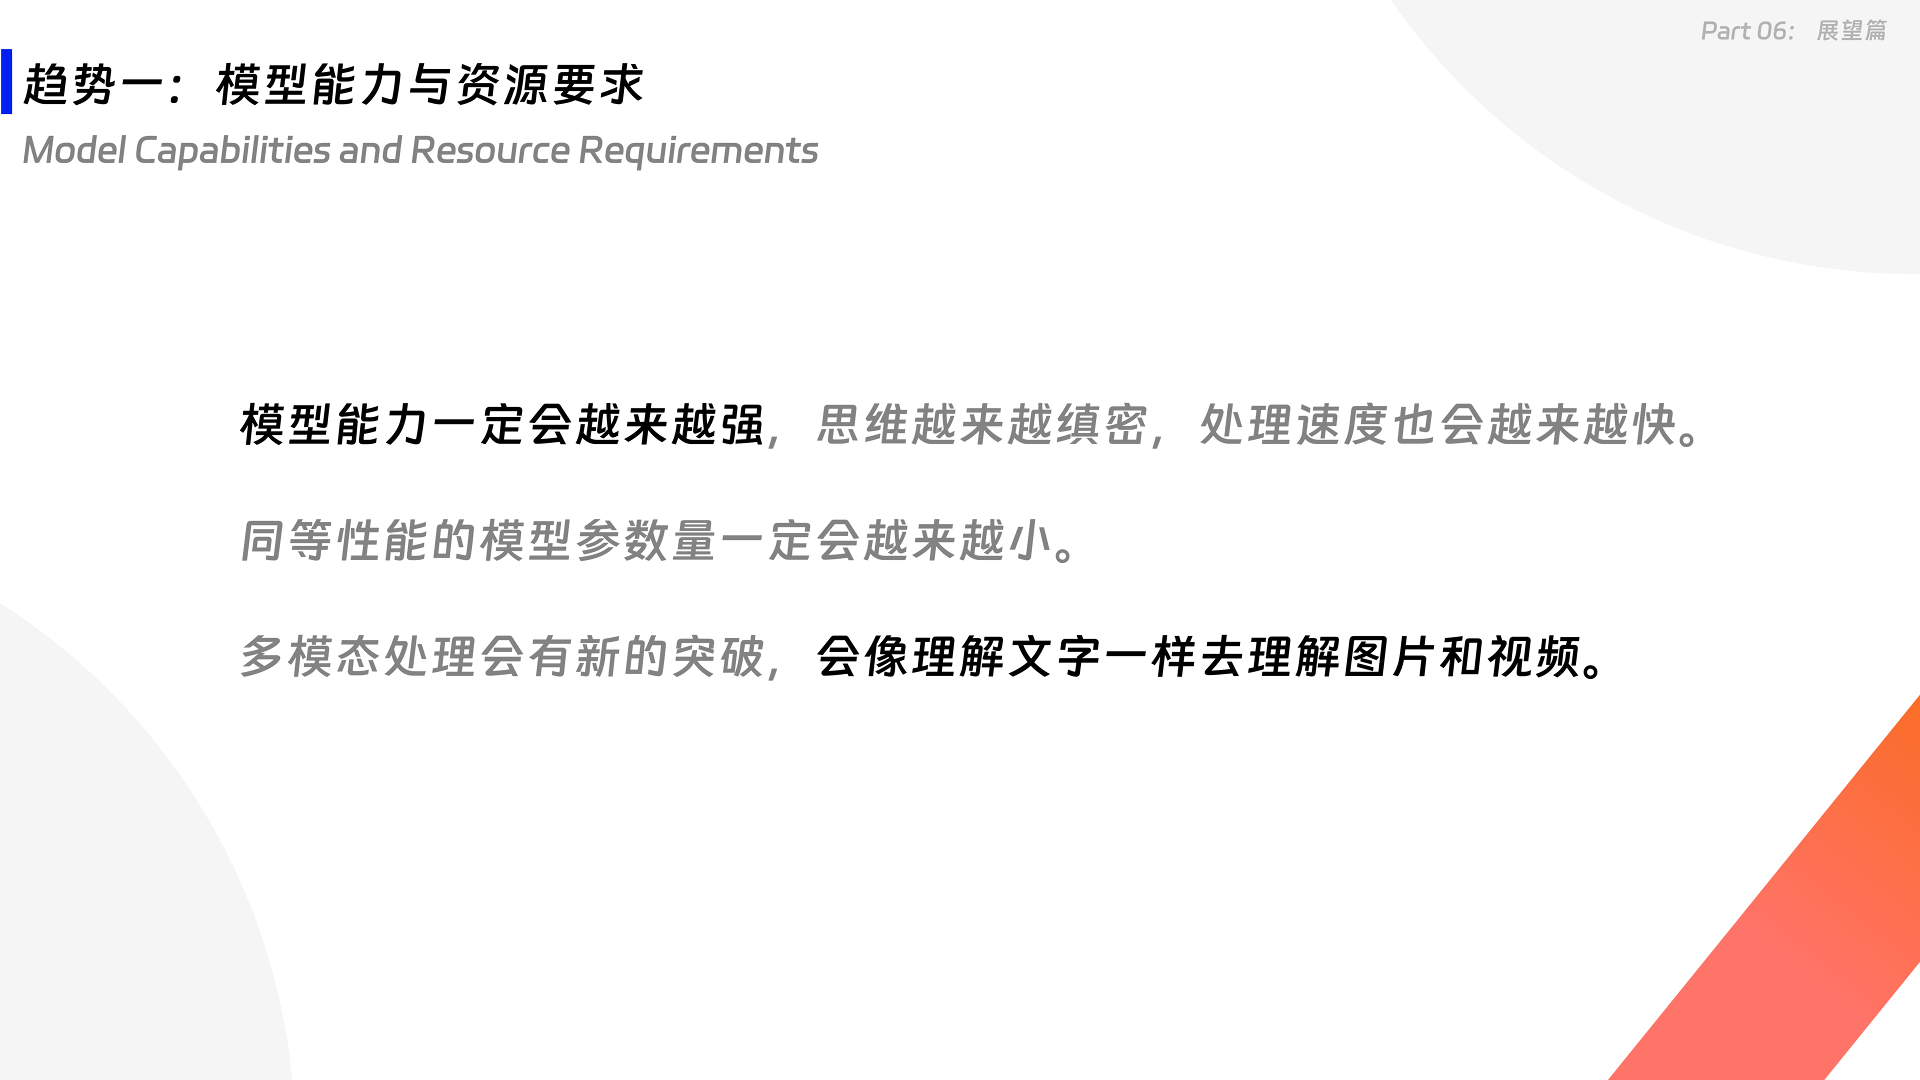 Part 06： 展望篇
趋势一：模型能力与资源要求
Model Capabilities and Resource Requirements
模型能力一定会越来越强，思维越来越缜密，处理速度也会越来越快。
同等性能的模型参数量一定会越来越小。
多模态处理会有新的突破，会像理解文字一样去理解图片和视频。